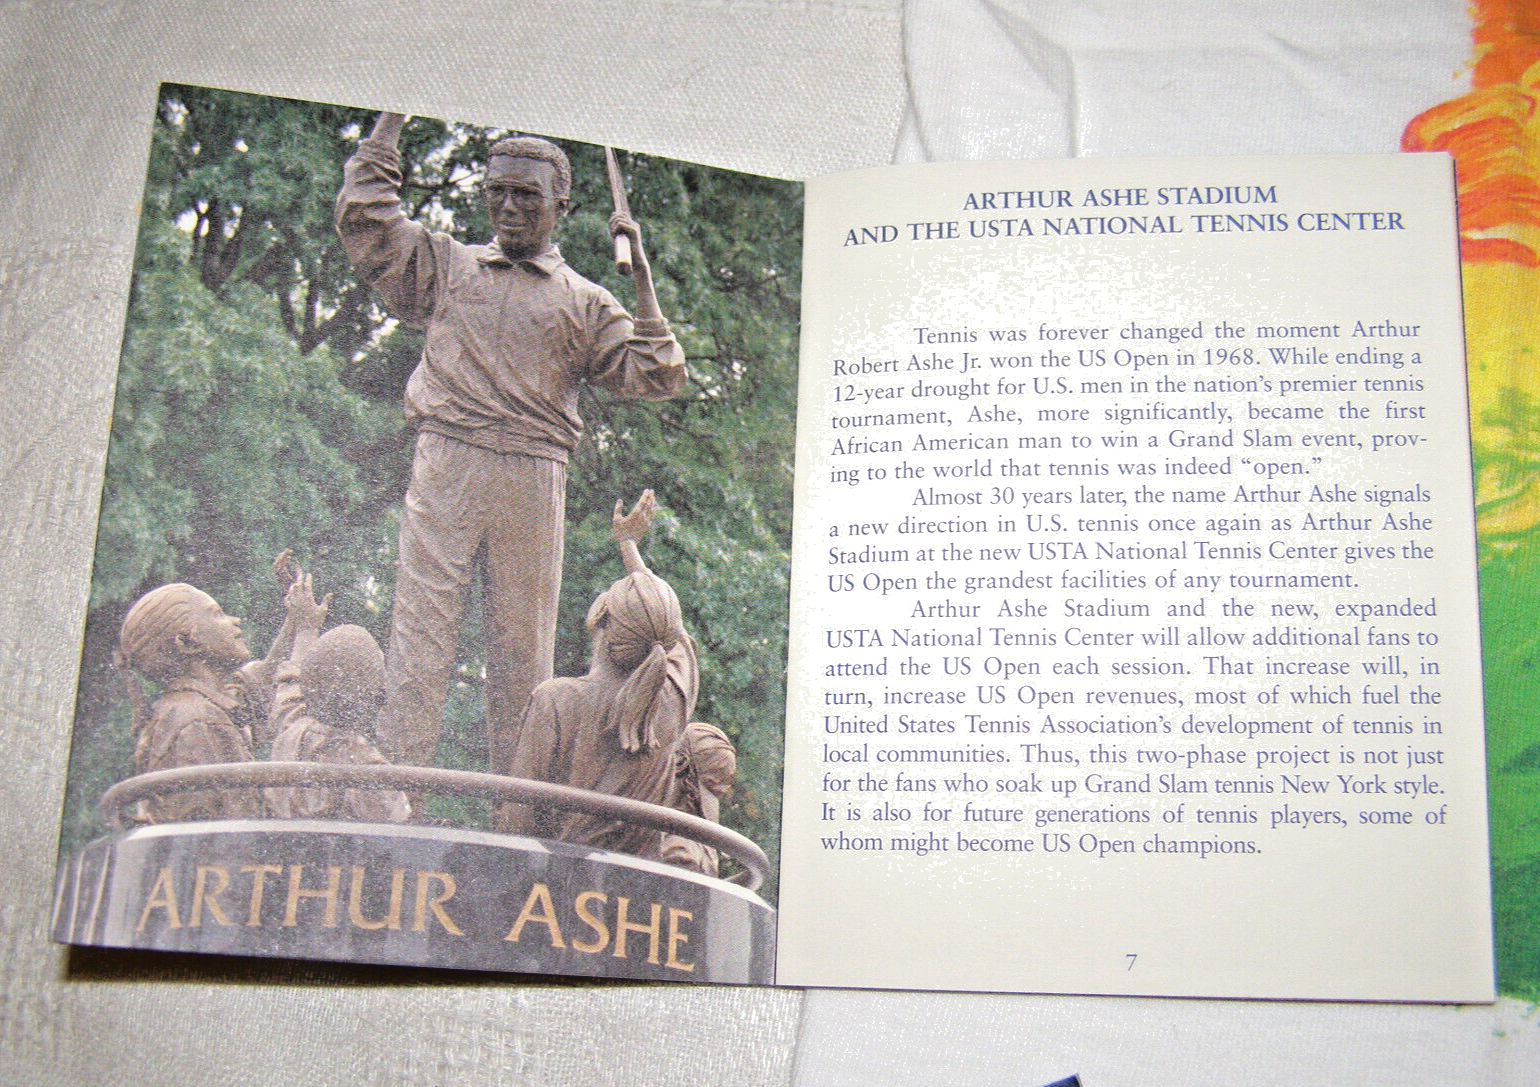 ARTHUR ASHE
ARTHUR ASHE STADIUM
AND THE USTA NATIONAL TENNIS CENTER
Tennis was forever changed the moment Arthur
Robert Ashe Jr. won the US Open in 1968. While ending a
12-year drought for U.S. men in the nation's premier tennis
tournament, Ashe, more significantly, became the first
African American man to win a Grand Slam event, prov-
ing to the world that tennis was indeed “open.”
Almost 30 years later, the name Arthur Ashe signals
a new direction in U.S. tennis once again as Arthur Ashe
Stadium at the new USTA National Tennis Center gives the
US Open the grandest facilities of any tournament.
Arthur Ashe Stadium and the new, expanded
USTA National Tennis Center will allow additional fans to
attend the US Open each session. That increase will, in
turn, increase US Open revenues, most of which fuel the
United States Tennis Association's development of tennis in
local communities. Thus, this two-phase project is not just
for the fans who soak up Grand Slam tennis New York style.
It is also for future generations of tennis players, some of
whom might become US Open champions.
7